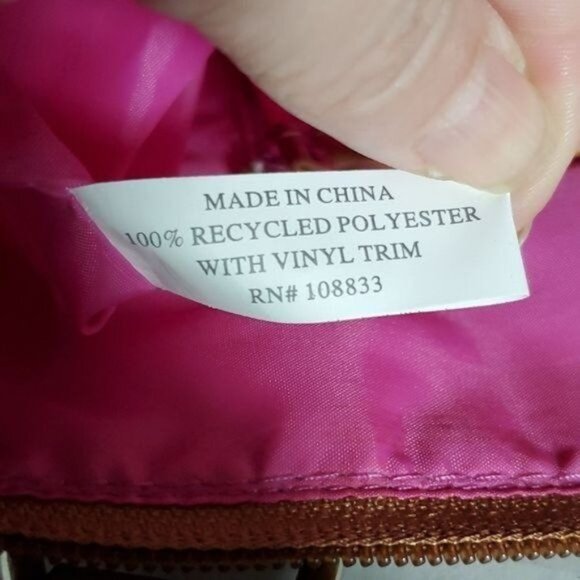 MADE IN CHINA
100% RECYCLED POLYESTER
WITH VINYL TRIM
RN# 108833